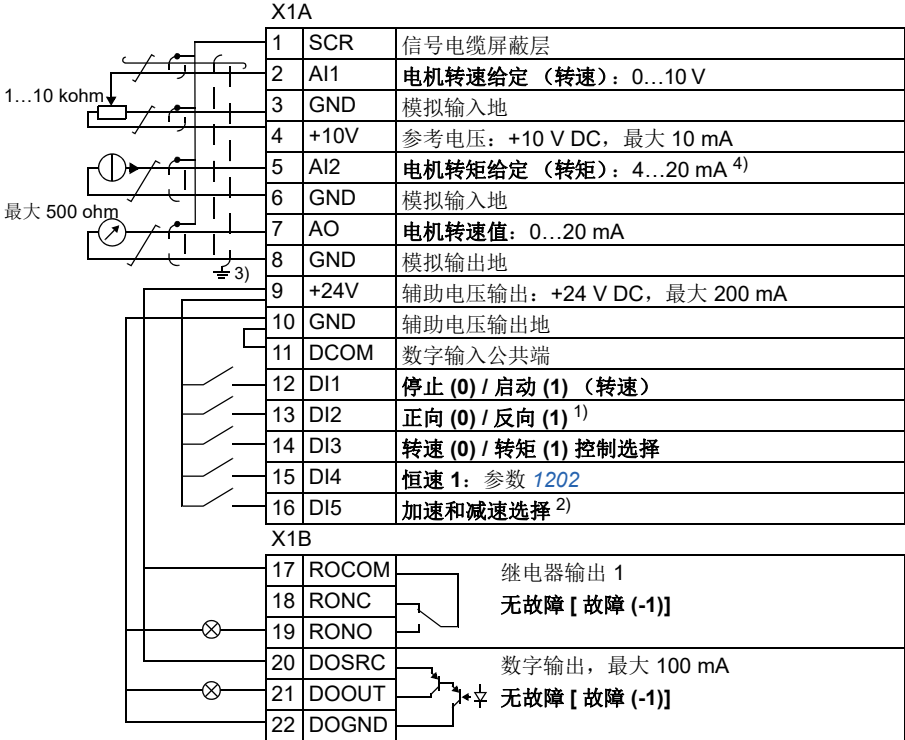 X1A
1 SCR 信号电缆屏蔽层
2 AI1 电机转速给定 （转速）: 0…10 V
1…10 kohm
3 GND 模拟输入地
4 +10V 参考电压: +10 V DC，最大 10 mA
5 AI2 电机转矩给定 （转矩）: 4…20 mA 4)
6 GND 模拟输入地
最大 500 ohm
7 AO 电机转速值: 0…20 mA
8 GND 模拟输出地
3)
9 +24V 辅助电压输出: +24 V DC，最大 200 mA
10 GND 辅助电压输出地
11 DCOM 数字输入公共端
12 DI1 停止 (0) / 启动 (1) （转速）
13 DI2 正向 (0) / 反向 (1) 1)
14 DI3 转速 (0) / 转矩 (1) 控制选择
15 DI4 恒速 1: 参数 1202
16 DI5 加速和减速选择 2)
X1B
17 ROCOM 继电器输出 1
18 RONC 无故障 [ 故障 (-1)]
19 RONO
20 DOSRC 数字输出，最大 100 mA
21 DOOUT 无故障 [ 故障 (-1)]
22 DOGND